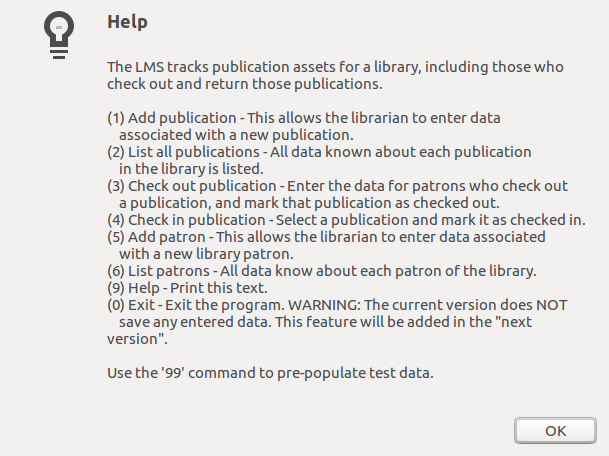 Help
The LMS tracks publication assets for a library, including those who
check out and return those publications.
(1) Add publication - This allows the librarian to enter data
associated with a new publication.
(2) List all publications - All data known about each publication
in the library is listed.
(3) Check out publication - Enter the data for patrons who check out
a publication, and mark that publication as checked out.
(4) Check in publication - Select a publication and mark it as checked in.
(5) Add patron - This allows the librarian to enter data associated
with a new library patron.
(6) List patrons - All data know about each patron of the library.
(9) Help - Print this text.
(0) Exit - Exit the program. WARNING: The current version does NOT
save any entered data. This feature will be added in the "next
version".
Use the '99' command to pre-populate test data.
OK